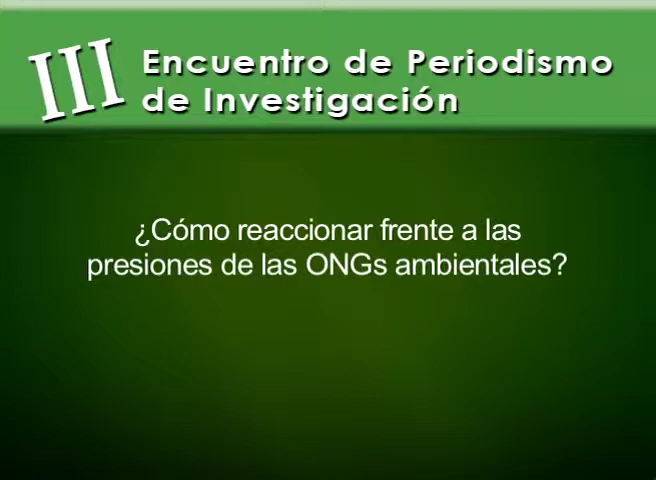 III
Encuentro de Periodismo
de Investigación
¿Cómo reaccionar frente a las
presiones de las ONGs ambientales?